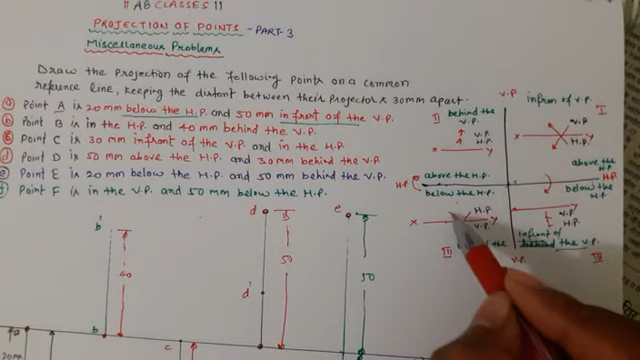 11 AB CLASSES 11
PROJECTION OF POINTS - PART-3
Miscellaneous Problems
Draw the projection of the following points on a common
reference line, keeping the distant between their projectors 30mm apart.
a Point A is 20mm below the H.P. and 50mm infront of the V.P.
b Point B is in the H.P. and 40mm behind the V.P.
Point C is 30mm infront of the V.P. and in the H.P.
d Point D is 50mm above the H.P. and 30mm behind the V.P.
e Point E is 20mm below the H.P. and 50mm behind the V.P.
f Point F is in the V.P. and 50mm below the H.P.
V.P
II behind the V.P.
V.P.
H.P.
x y
infron of V.P. I
V.P.
H.P.
x y
above the H.P.
H.P.
above the H.P.
H.P.
below the H.P.
below the H.P.
H.P.
x y
V.P.
III
y
V.P.
H.P.
infront of
behind the V.P.
V.P.
IV
b'
40
b
d
d'
50
e
50
c
20mm